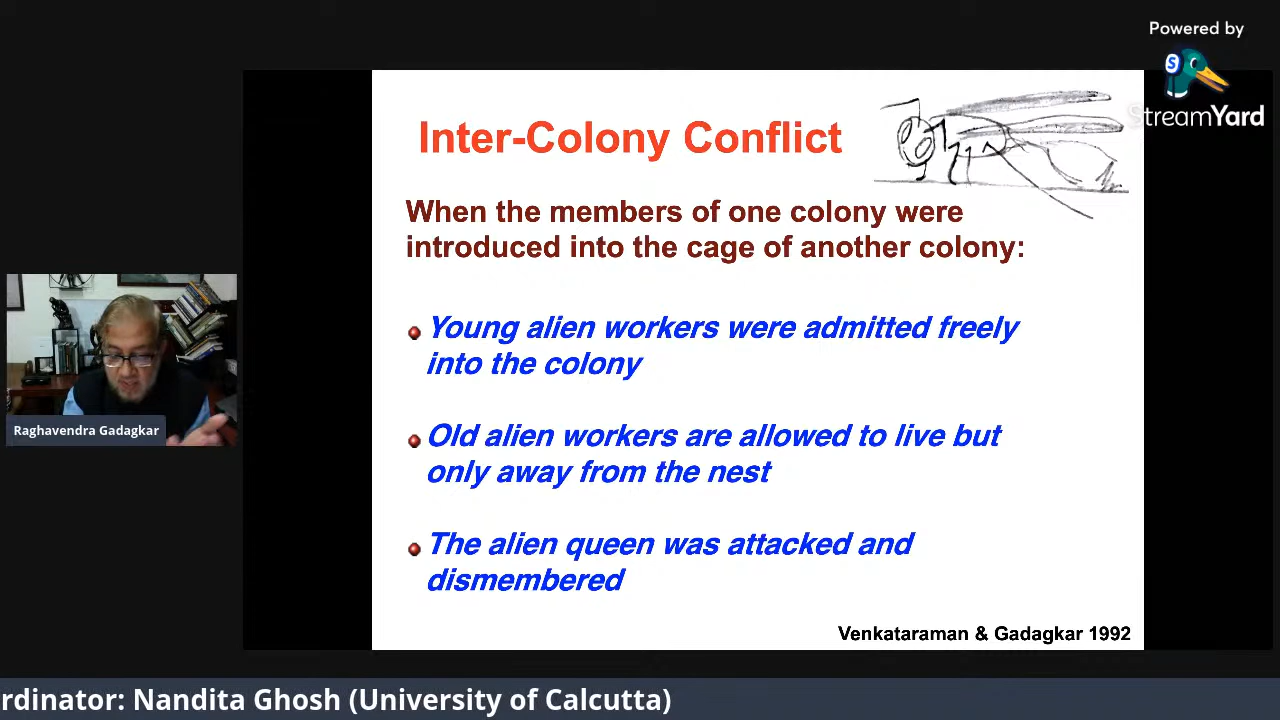 Powered by
S
StreamYard
Inter-Colony Conflict
When the members of one colony were
introduced into the cage of another colony:
Young alien workers were admitted freely
into the colony
Old alien workers are allowed to live but
only away from the nest
The alien queen was attacked and
dismembered
Venkataraman & Gadagkar 1992
Raghavendra Gadagkar
rdinator: Nandita Ghosh (University of Calcutta)